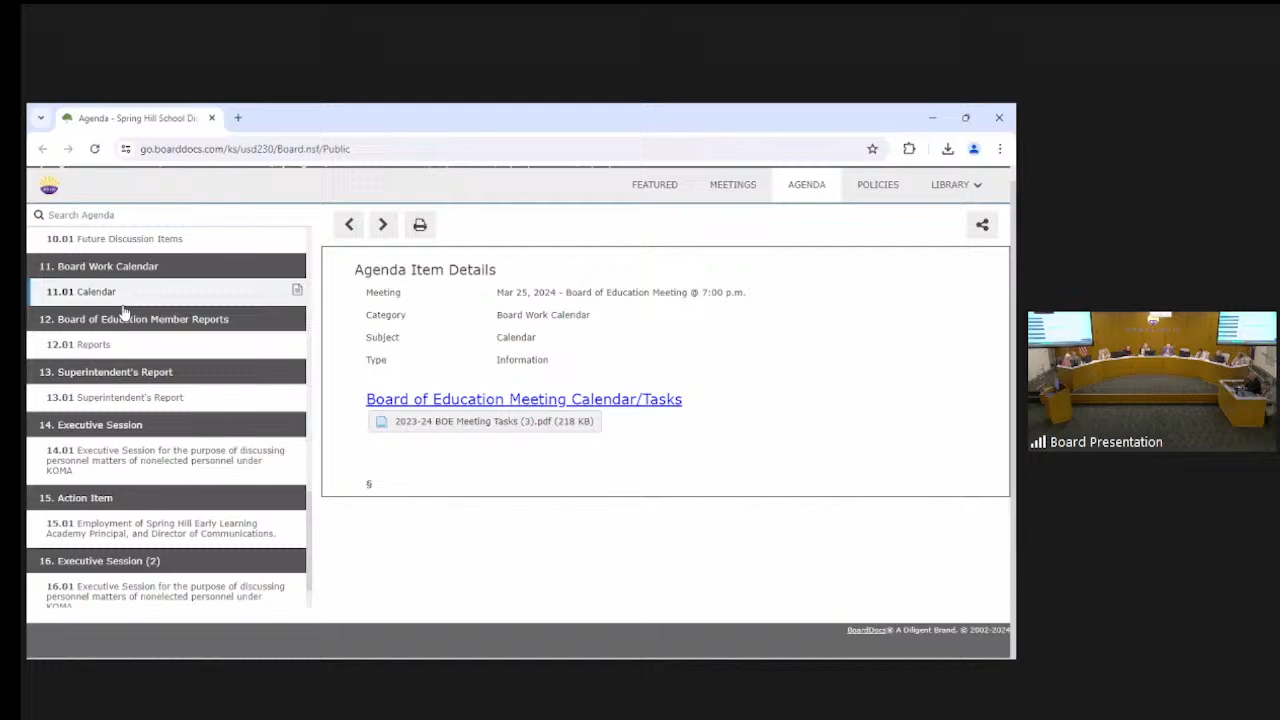 Agenda - Spring Hill School Di
go.boarddocs.com/ks/usd230/Board.nsf/Public
FEATURED
MEETINGS
AGENDA
POLICIES
LIBRARY
Search Agenda
10.01 Future Discussion Items
11. Board Work Calendar
11.01 Calendar
12. Board of Education Member Reports
12.01 Reports
13. Superintendent's Report
13.01 Superintendent's Report
14. Executive Session
14.01 Executive Session for the purpose of discussing
personnel matters of nonelected personnel under
KOMA
15. Action Item
15.01 Employment of Spring Hill Early Learning
Academy Principal, and Director of Communications.
16. Executive Session (2)
16.01 Executive Session for the purpose of discussing
personnel matters of nonelected personnel under
KOMA
Agenda Item Details
Meeting Mar 25, 2024 - Board of Education Meeting @ 7:00 p.m.
Category Board Work Calendar
Subject Calendar
Type Information
Board of Education Meeting Calendar/Tasks
2023-24 BOE Meeting Tasks (3).pdf (218 KB)
§
BoardDocs® A Diligent Brand. © 2002-2024
Board Presentation